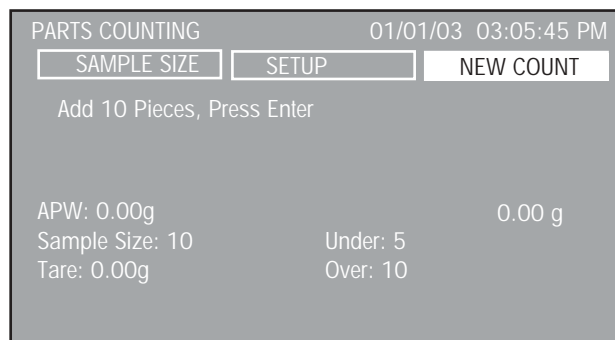 PARTS COUNTING 01/01/03 03:05:45 PM
SAMPLE SIZE SETUP NEW COUNT
Add 10 Pieces, Press Enter
APW: 0.00g 0.00 g
Sample Size: 10 Under: 5
Tare: 0.00g Over: 10